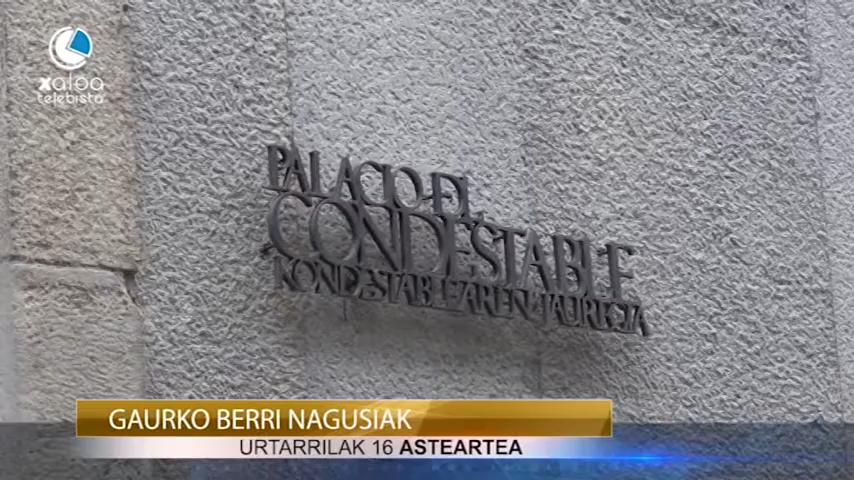 xaloa
telebista
PALACIO DEL
CONDESTABLE
KONDESTABLEAREN JAUREGIA
GAURKO BERRI NAGUSIAK
URTARRILAK 16 ASTEARTEA